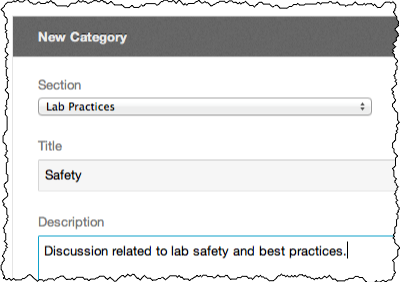 New Category
Section
Lab Practices
Title
Safety
Description
Discussion related to lab safety and best practices.